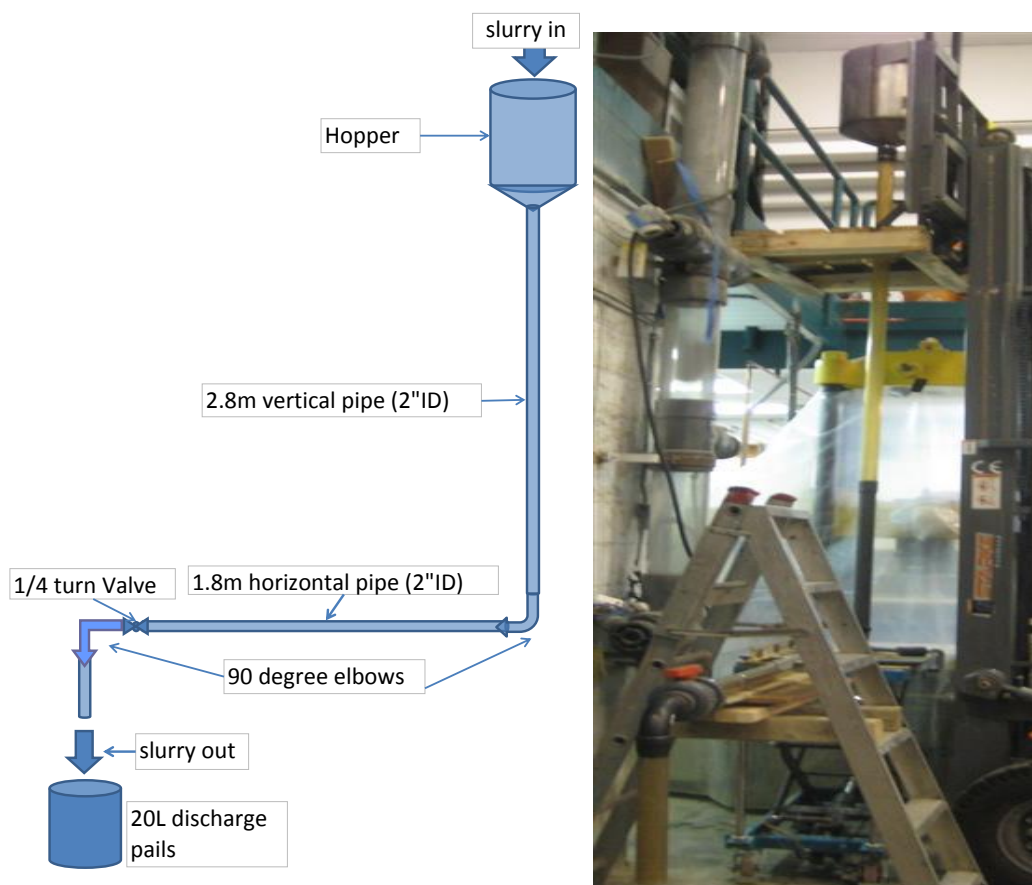 slurry in
Hopper
2.8m vertical pipe (2"ID)
1/4 turn Valve
1.8m horizontal pipe (2"ID)
90 degree elbows
slurry out
20L discharge
pails
CE